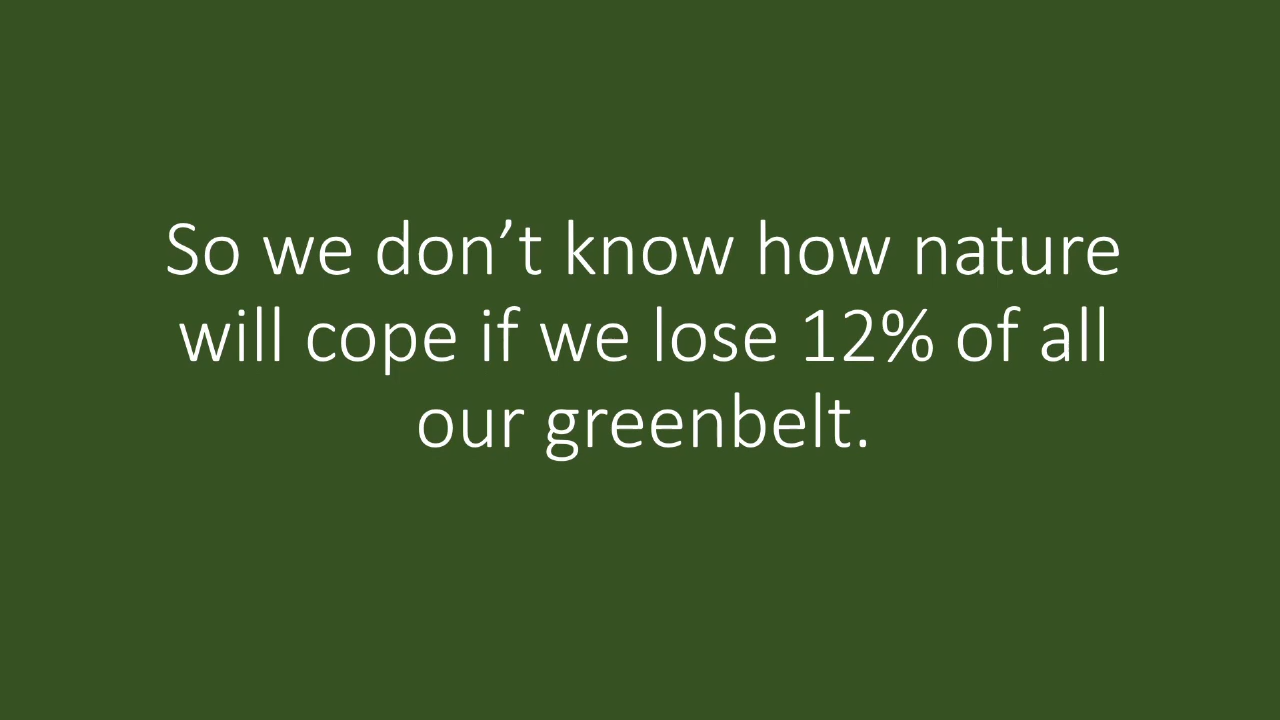 So we don’t know how nature
will cope if we lose 12% of all
our greenbelt.